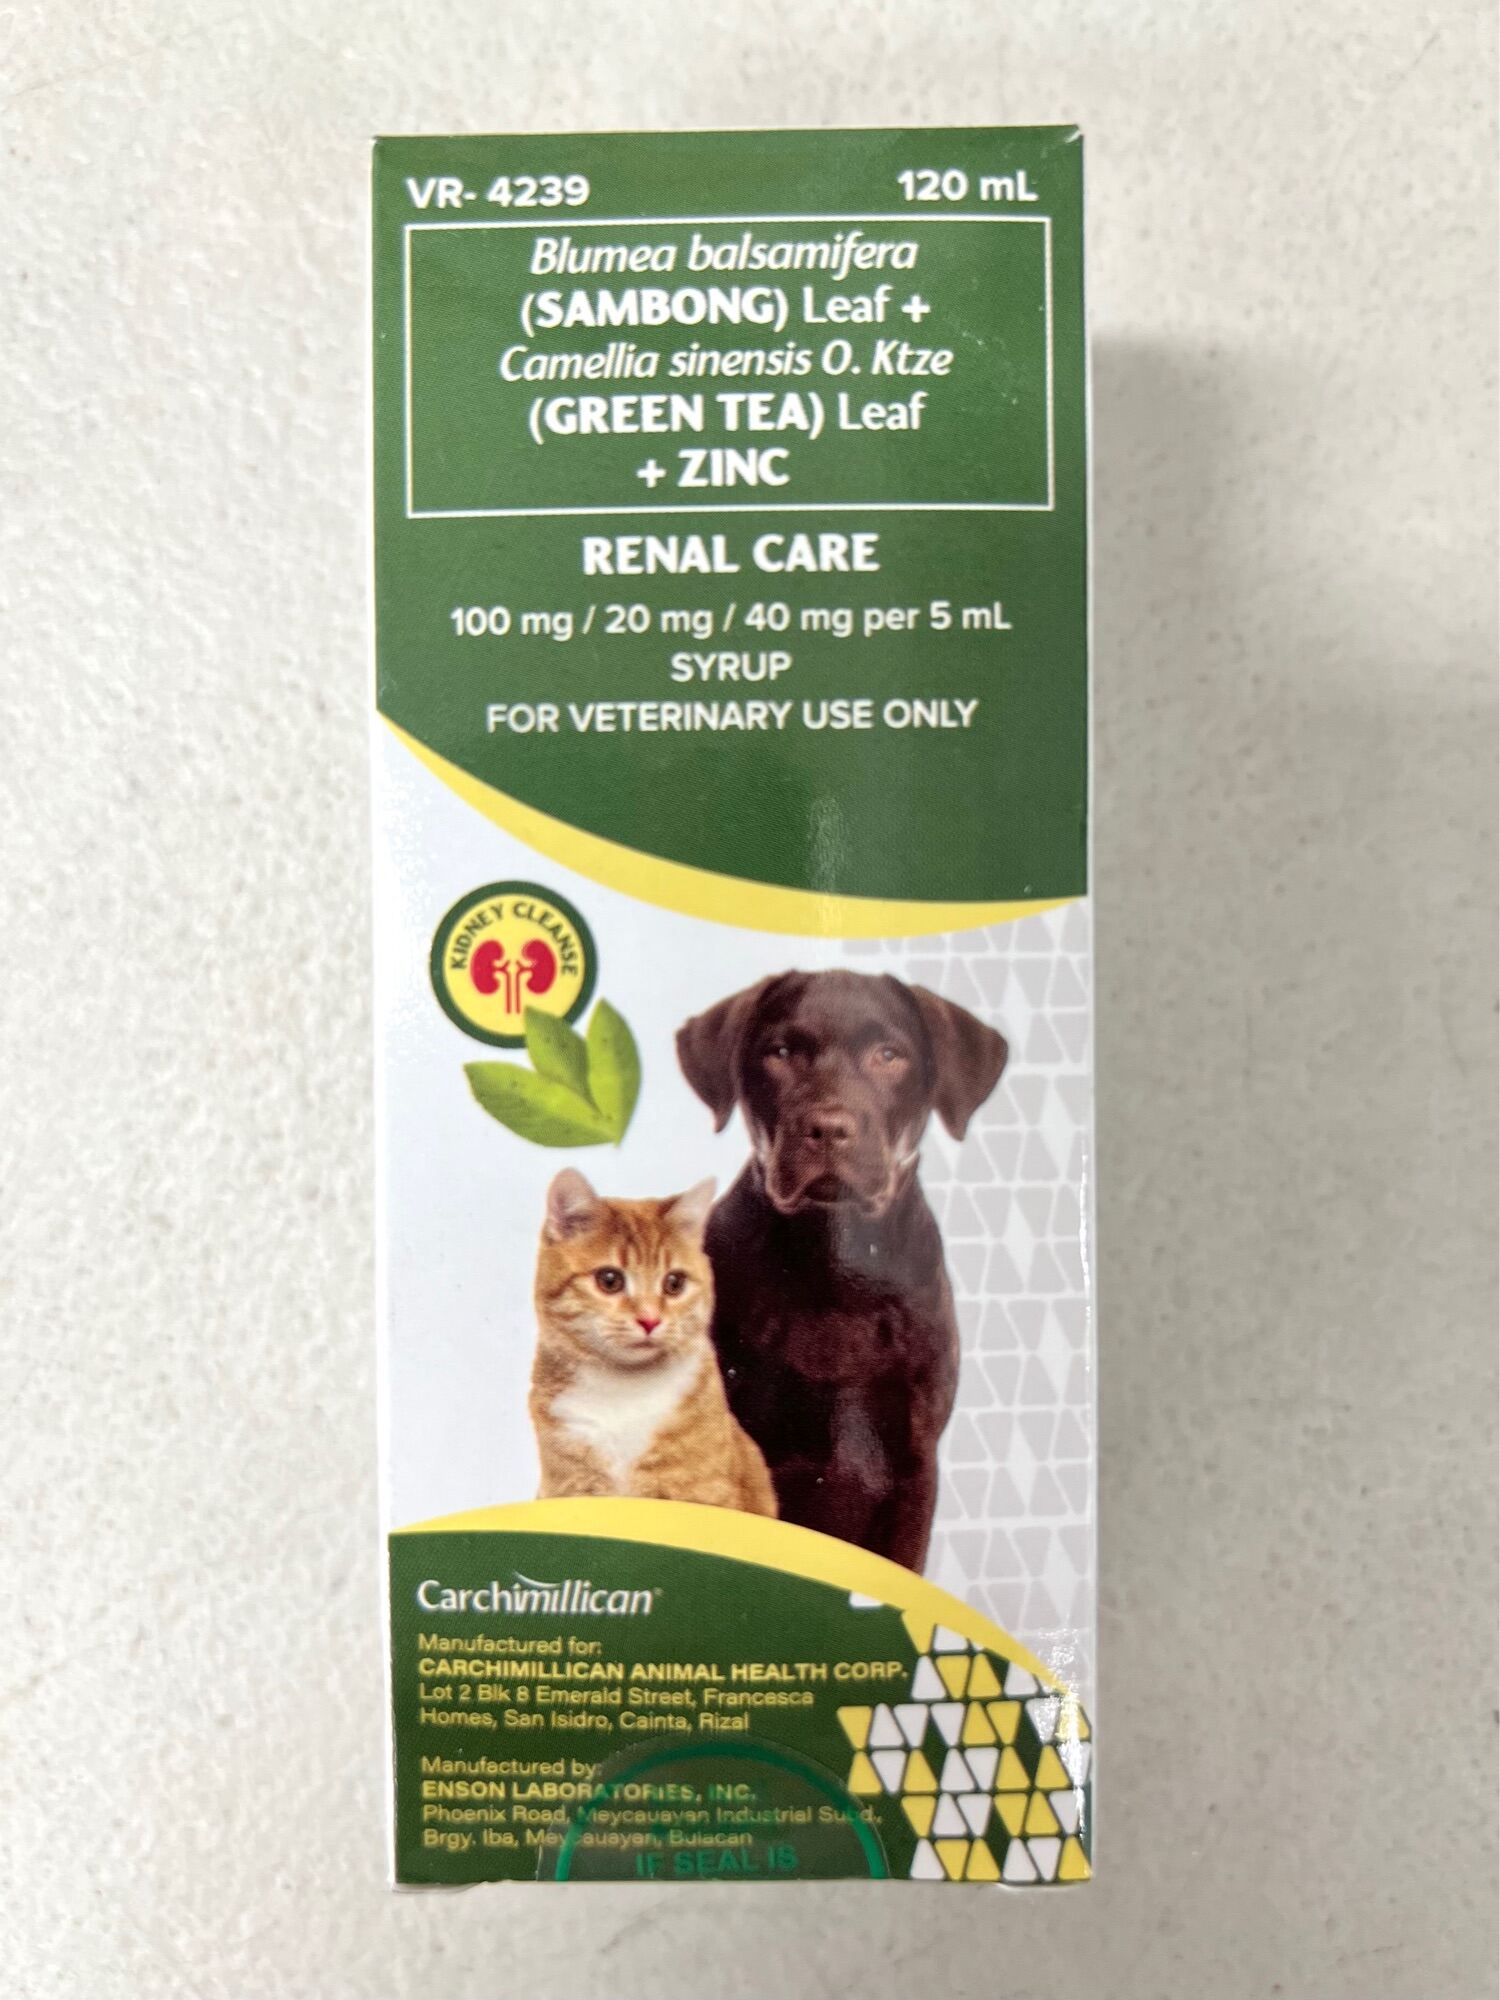 VR- 4239
120 mL
Blumea balsamifera
(SAMBONG) Leaf +
Camellia sinensis O. Ktze
(GREEN TEA) Leaf
+ ZINC
RENAL CARE
100 mg / 20 mg / 40 mg per 5 mL
SYRUP
FOR VETERINARY USE ONLY
KIDNEY CLEANSE
Carchimillican®
Manufactured for:
CARCHIMILLICAN ANIMAL HEALTH CORP.
Lot 2 Blk 8 Emerald Street, Francesca
Homes, San Isidro, Cainta, Rizal
Manufactured by:
ENSON LABORATORIES, INC.
Phoenix Road, Meycauayan Industrial Subd.,
Brgy. Iba, Meycauayan, Bulacan
IF SEAL IS